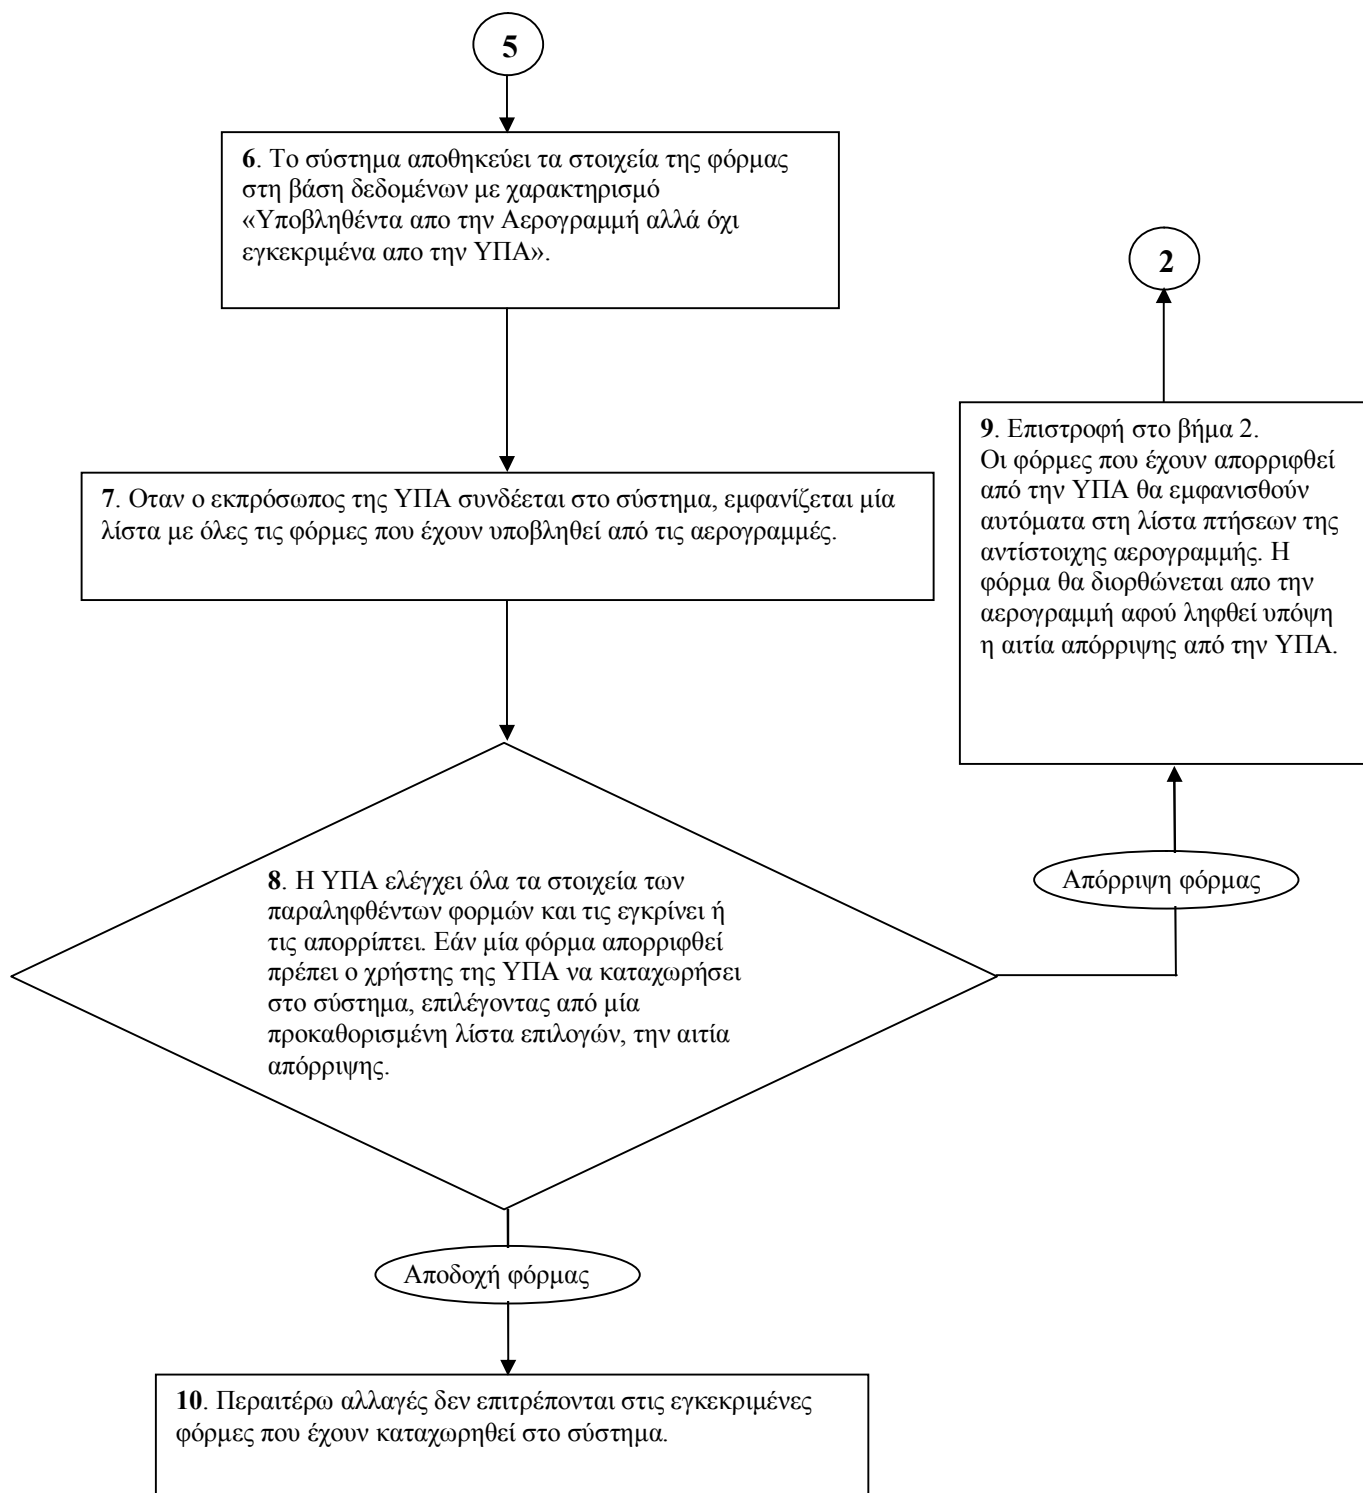 5
6. Το σύστημα αποθηκεύει τα στοιχεία της φόρμας
στη βάση δεδομένων με χαρακτηρισμό
«Υποβληθέντα απο την Αερογραμμή αλλά όχι
εγκεκριμένα απο την ΥΠΑ».
2
7. Οταν ο εκπρόσωπος της ΥΠΑ συνδέεται στο σύστημα, εμφανίζεται μία
λίστα με όλες τις φόρμες που έχουν υποβληθεί από τις αερογραμμές.
9. Επιστροφή στο βήμα 2.
Οι φόρμες που έχουν απορριφθεί
από την ΥΠΑ θα εμφανισθούν
αυτόματα στη λίστα πτήσεων της
αντίστοιχης αερογραμμής. Η
φόρμα θα διορθώνεται απο την
αερογραμμή αφού ληφθεί υπόψη
η αιτία απόρριψης από την ΥΠΑ.
8. Η ΥΠΑ ελέγχει όλα τα στοιχεία των
παραληφθέντων φορμών και τις εγκρίνει ή
τις απορρίπτει. Εάν μία φόρμα απορριφθεί
πρέπει ο χρήστης της ΥΠΑ να καταχωρήσει
στο σύστημα, επιλέγοντας από μία
προκαθορισμένη λίστα επιλογών, την αιτία
απόρριψης.
Απόρριψη φόρμας
Αποδοχή φόρμας
10. Περαιτέρω αλλαγές δεν επιτρέπονται στις εγκεκριμένες
φόρμες που έχουν καταχωρηθεί στο σύστημα.